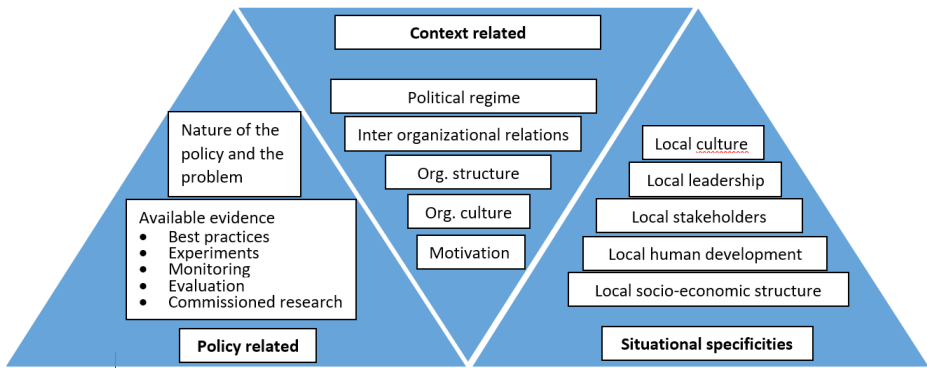 Context related
Political regime
Inter organizational relations
Org. structure
Org. culture
Motivation
Nature of the
policy and the
problem
Available evidence
• Best practices
• Experiments
• Monitoring
• Evaluation
• Commissioned research
Policy related
Local culture
Local leadership
Local stakeholders
Local human development
Local socio-economic structure
Situational specificities